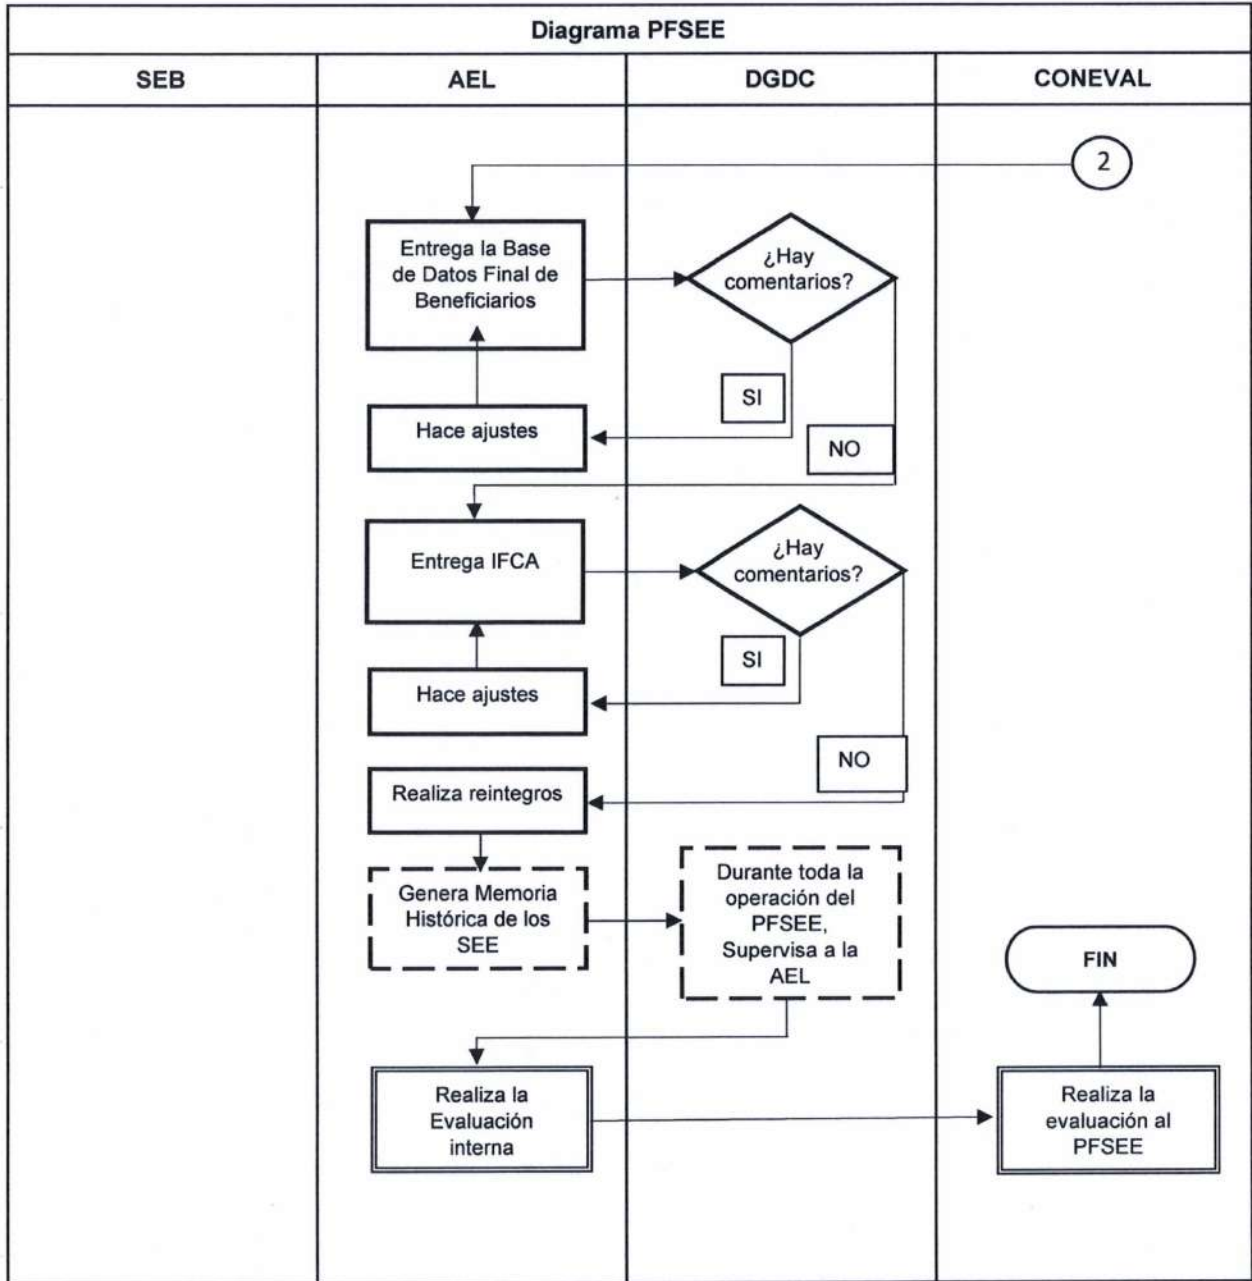 Diagrama PFSEE
SEB
AEL
DGDC
CONEVAL
2
Entrega la Base
de Datos Final de
Beneficiarios
¿Hay
comentarios?
SI
Hace ajustes
NO
Entrega IFCA
¿Hay
comentarios?
SI
Hace ajustes
NO
Realiza reintegros
Genera Memoria
Histórica de los
SEE
Durante toda la
operación del
PFSEE,
Supervisa a la
AEL
FIN
Realiza la
Evaluación
interna
Realiza la
evaluación al
PFSEE